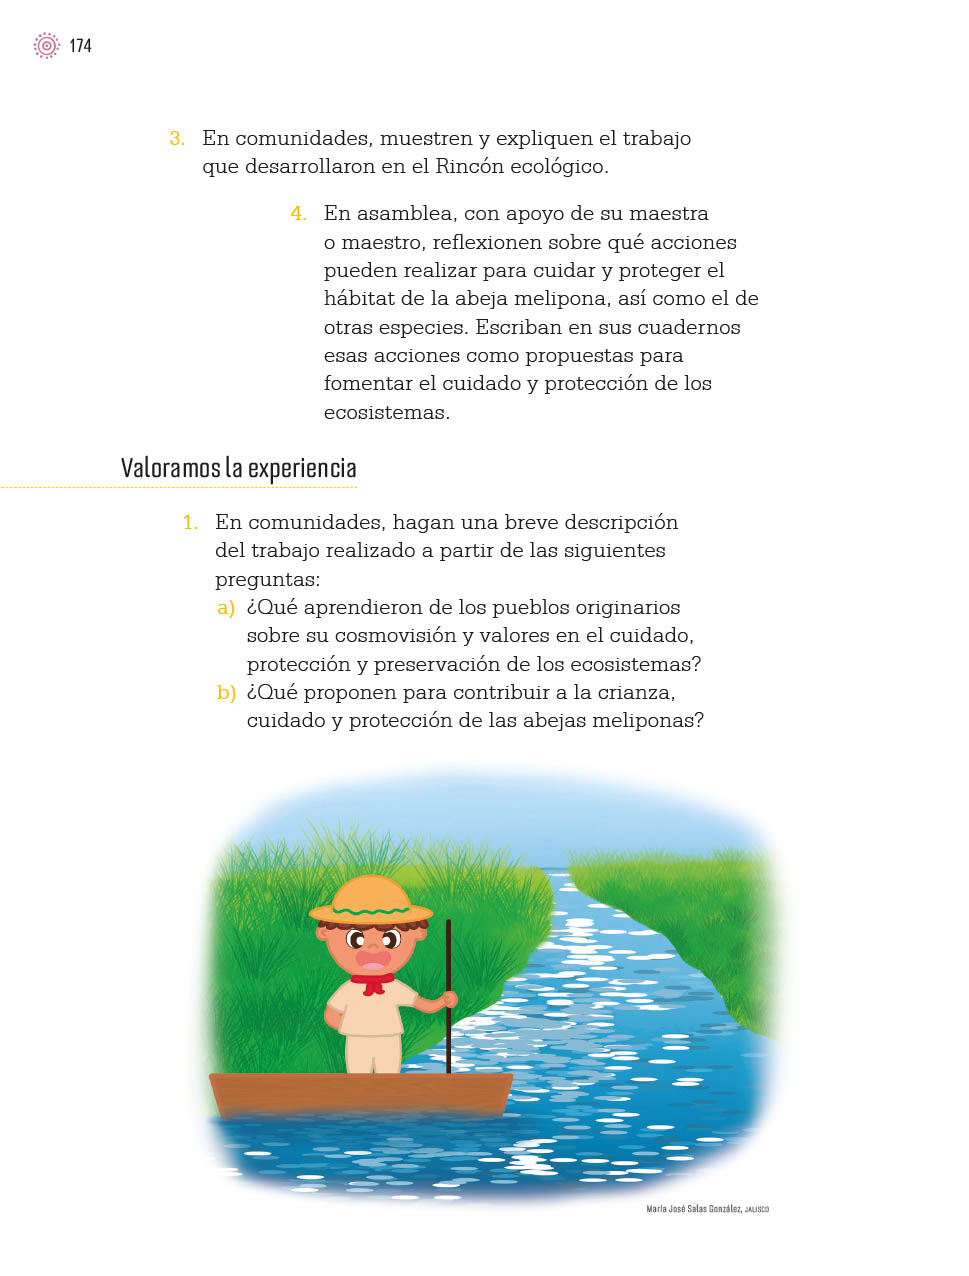 174
3. En comunidades, muestren y expliquen el trabajo
que desarrollaron en el Rincón ecológico.
4. En asamblea, con apoyo de su maestra
o maestro, reflexionen sobre qué acciones
pueden realizar para cuidar y proteger el
hábitat de la abeja melipona, así como el de
otras especies. Escriban en sus cuadernos
esas acciones como propuestas para
fomentar el cuidado y protección de los
ecosistemas.
Valoramos la experiencia
1. En comunidades, hagan una breve descripción
del trabajo realizado a partir de las siguientes
preguntas:
a) ¿Qué aprendieron de los pueblos originarios
sobre su cosmovisión y valores en el cuidado,
protección y preservación de los ecosistemas?
b) ¿Qué proponen para contribuir a la crianza,
cuidado y protección de las abejas meliponas?
María José Salas González, JALISCO